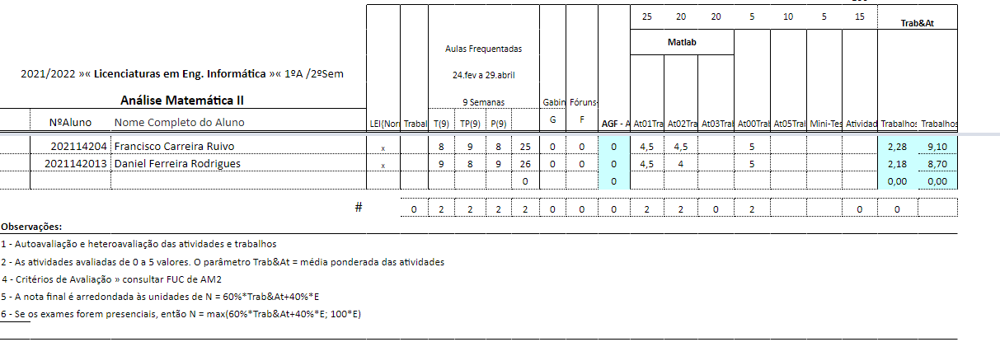 25 20 20 5 10 5 15 Trab&At
Matlab
Aulas Frequentadas
2021/2022 »« Licenciaturas em Eng. Informática »« 1ºA /2ºSem 24.fev a 29.abril
Análise Matemática II 9 Semanas Gabin Fóruns-
NºAluno Nome Completo do Aluno LEI(Nor Trabal T(9) TP(9) P(9) G F AGF - A At01Tra At02Tra At03Trab At00Trab At05Trab Mini-Tes Atividad Trabalhos Trabalhos
202114204 Francisco Carreira Ruivo x 8 9 8 25 0 0 0 4,5 4,5 5 2,28 9,10
2021142013 Daniel Ferreira Rodrigues x 9 8 9 26 0 0 0 4,5 4 5 2,18 8,70
0 0 0,00 0,00
# 0 2 2 2 2 0 0 0 2 2 0 2 0 0
Observações:
1 - Autoavaliação e heteroavaliação das atividades e trabalhos
2 - As atividades avaliadas de 0 a 5 valores. O parâmetro Trab&At = média ponderada das atividades
4 - Critérios de Avaliação » consultar FUC de AM2
5 - A nota final é arredondada às unidades de N = 60%*Trab&At+40%*E
6 - Se os exames forem presenciais, então N = max(60%*Trab&At+40%*E; 100*E)